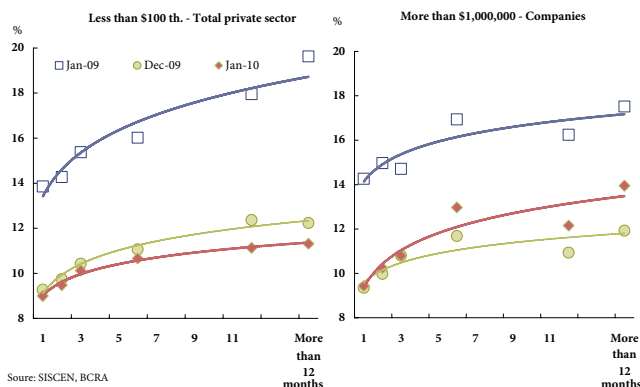 Less than $100 th. - Total private sector
%
20
18
16
14
12
10
8
Jan-09
Dec-09
Jan-10
1
3
5
7
9
11
More
than
12
months
More than $1,000,000 - Companies
%
20
18
16
14
12
10
8
1
3
5
7
9
11
More
than
12
months
Soure: SISCEN, BCRA